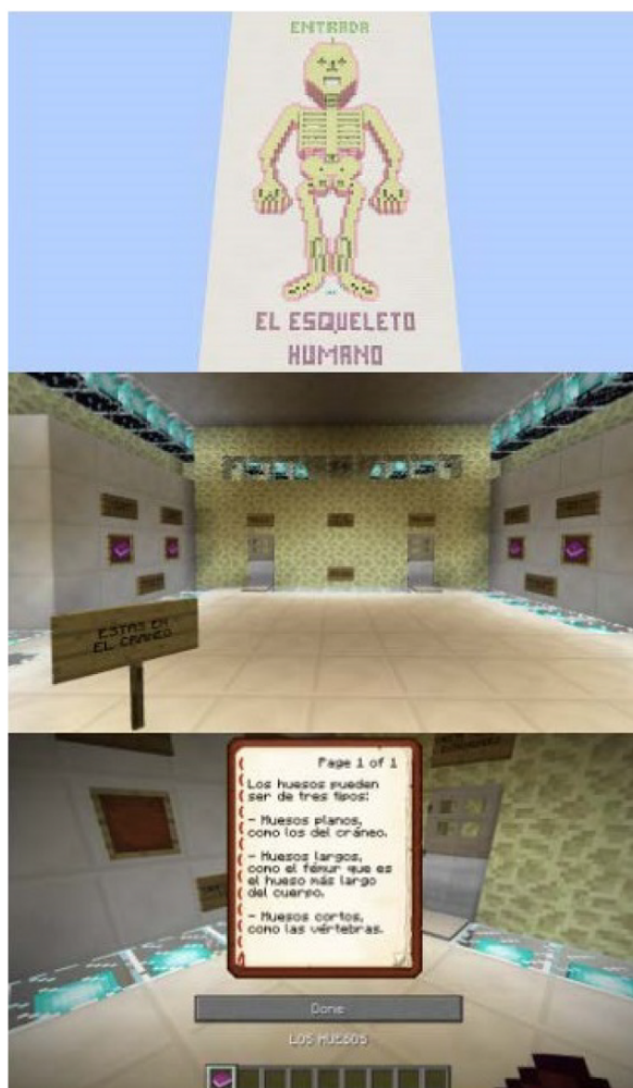 ENTRADA
EL ESQUELETO
HUMANO
ESTAS EN
EL CRANEO
Page 1 of 1
Los huesos pueden
ser de tres tipos:
- Huesos planos,
como los del cráneo.
- Huesos largos,
como el fémur que es
el hueso más largo
del cuerpo.
- Huesos cortos,
como las vértebras.
Done
LOS HUESOS